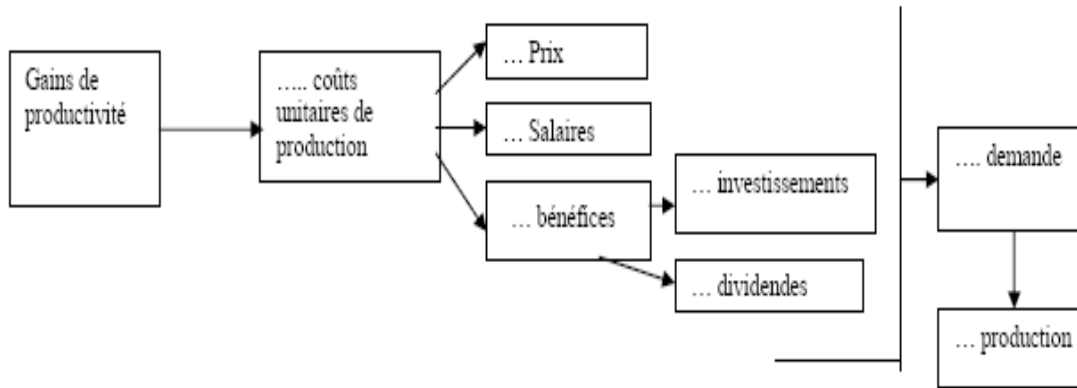 Gains de
productivité
….. coûts
unitaires de
production
… Prix
… Salaires
… bénéfices
… investissements
… dividendes
…. demande
… production